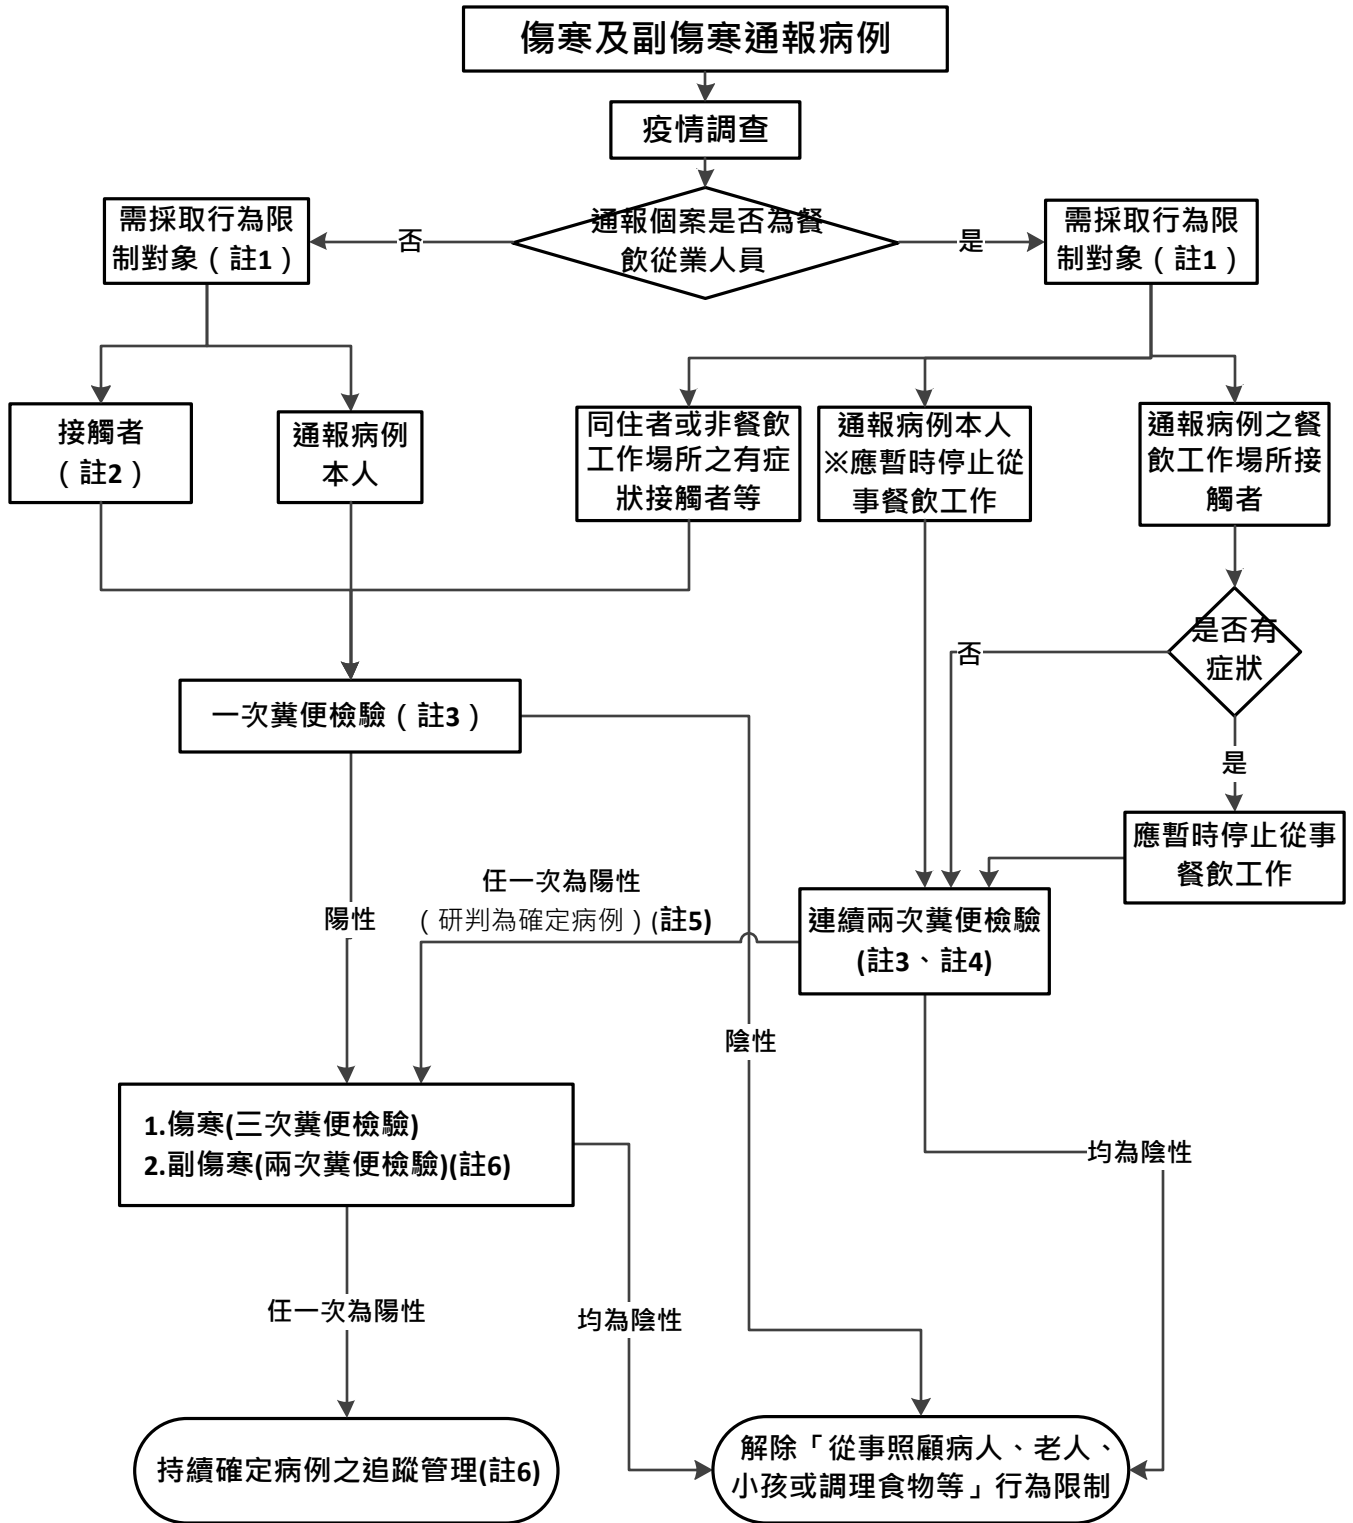 傷寒及副傷寒通報病例
疫情調查
通報個案是否為餐
飲從業人員
否
是
需採取行為限
制對象（註1）
需採取行為限
制對象（註1）
接觸者
（註2）
通報病例
本人
同住者或非餐飲
工作場所之有症
狀接觸者等
通報病例本人
※應暫時停止從
事餐飲工作
通報病例之餐
飲工作場所接
觸者
是否有
症狀
否
是
一次糞便檢驗（註3）
應暫時停止從事
餐飲工作
任一次為陽性
（研判為確定病例）(註5)
陽性
連續兩次糞便檢驗
(註3、註4)
陰性
1.傷寒(三次糞便檢驗)
2.副傷寒(兩次糞便檢驗)(註6)
均為陰性
任一次為陽性
均為陰性
持續確定病例之追蹤管理(註6)
解除「從事照顧病人、老人、
小孩或調理食物等」行為限制